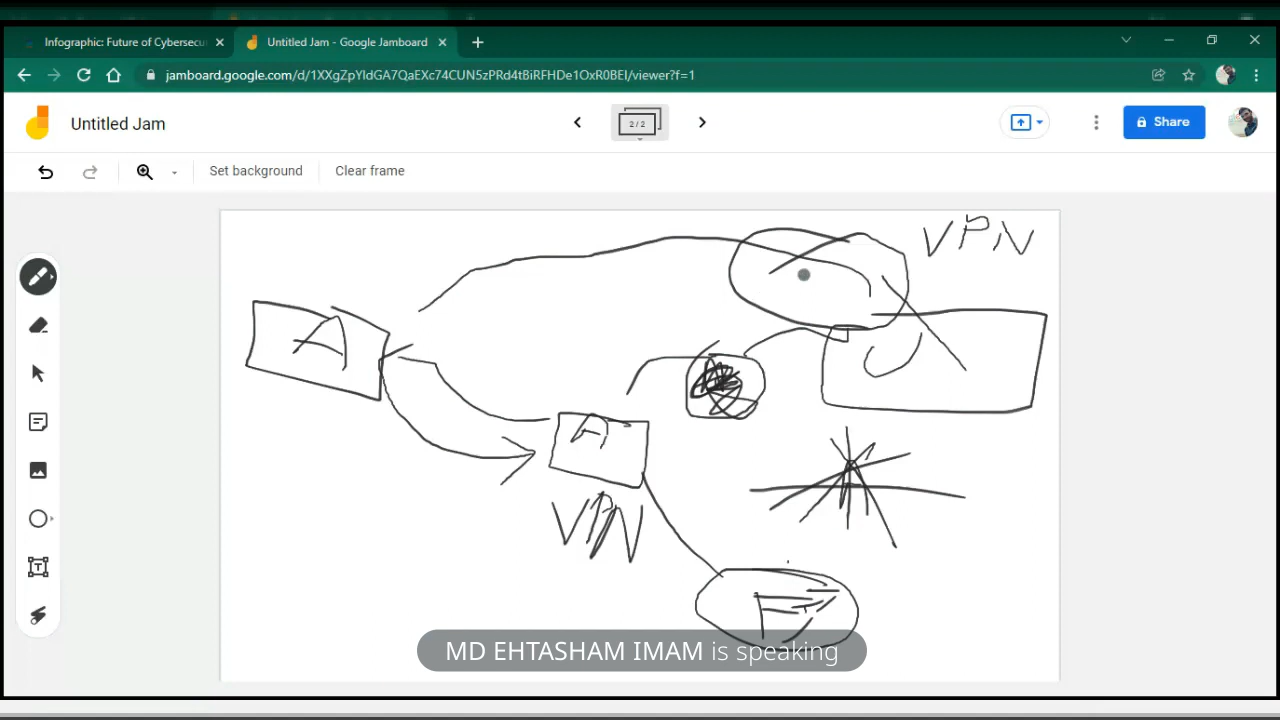 Infographic: Future of Cybersecu
Untitled Jam - Google Jamboard
jamboard.google.com/d/1XXgZpYldGA7QaEXc74CUN5zPRd4tBiRFHDe1OxR0BEI/viewer?f=1
Untitled Jam
2 / 2
Share
Set background
Clear frame
VPN
A
A
VPN
MD EHTASHAM IMAM is speaking